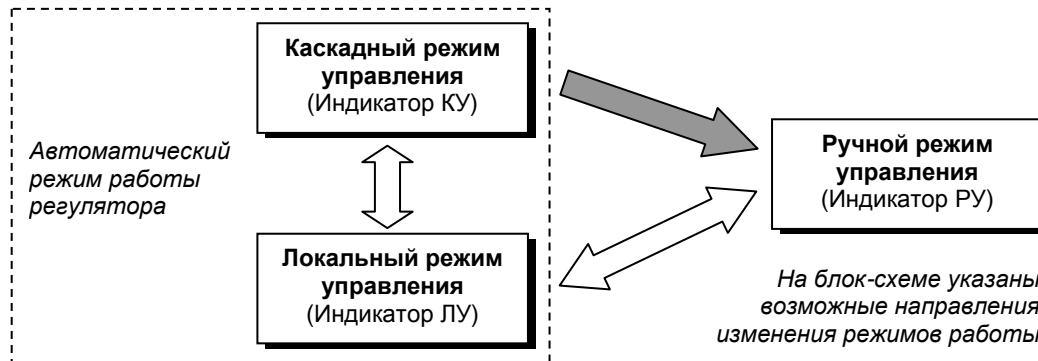 Каскадный режим
управления
(Индикатор КУ)
Автоматический
режим работы
регулятора
Ручной режим
управления
(Индикатор РУ)
Локальный режим
управления
(Индикатор ЛУ)
На блок-схеме указаны
возможные направления
изменения режимов работы